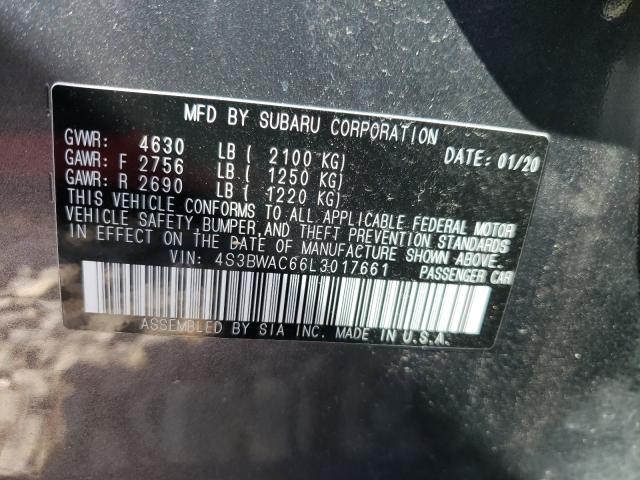 MFD BY SUBARU CORPORATION
GVWR: 4630 LB ( 2100 KG) DATE: 01/20
GAWR: F 2756 LB ( 1250 KG)
GAWR: R 2690 LB ( 1220 KG)
THIS VEHICLE CONFORMS TO ALL APPLICABLE FEDERAL MOTOR
VEHICLE SAFETY, BUMPER, AND THEFT PREVENTION STANDARDS
IN EFFECT ON THE DATE OF MANUFACTURE SHOWN ABOVE.
VIN: 4S3BWAC66L3017661 PASSENGER CAR
ASSEMBLED BY SIA INC. MADE IN U.S.A.